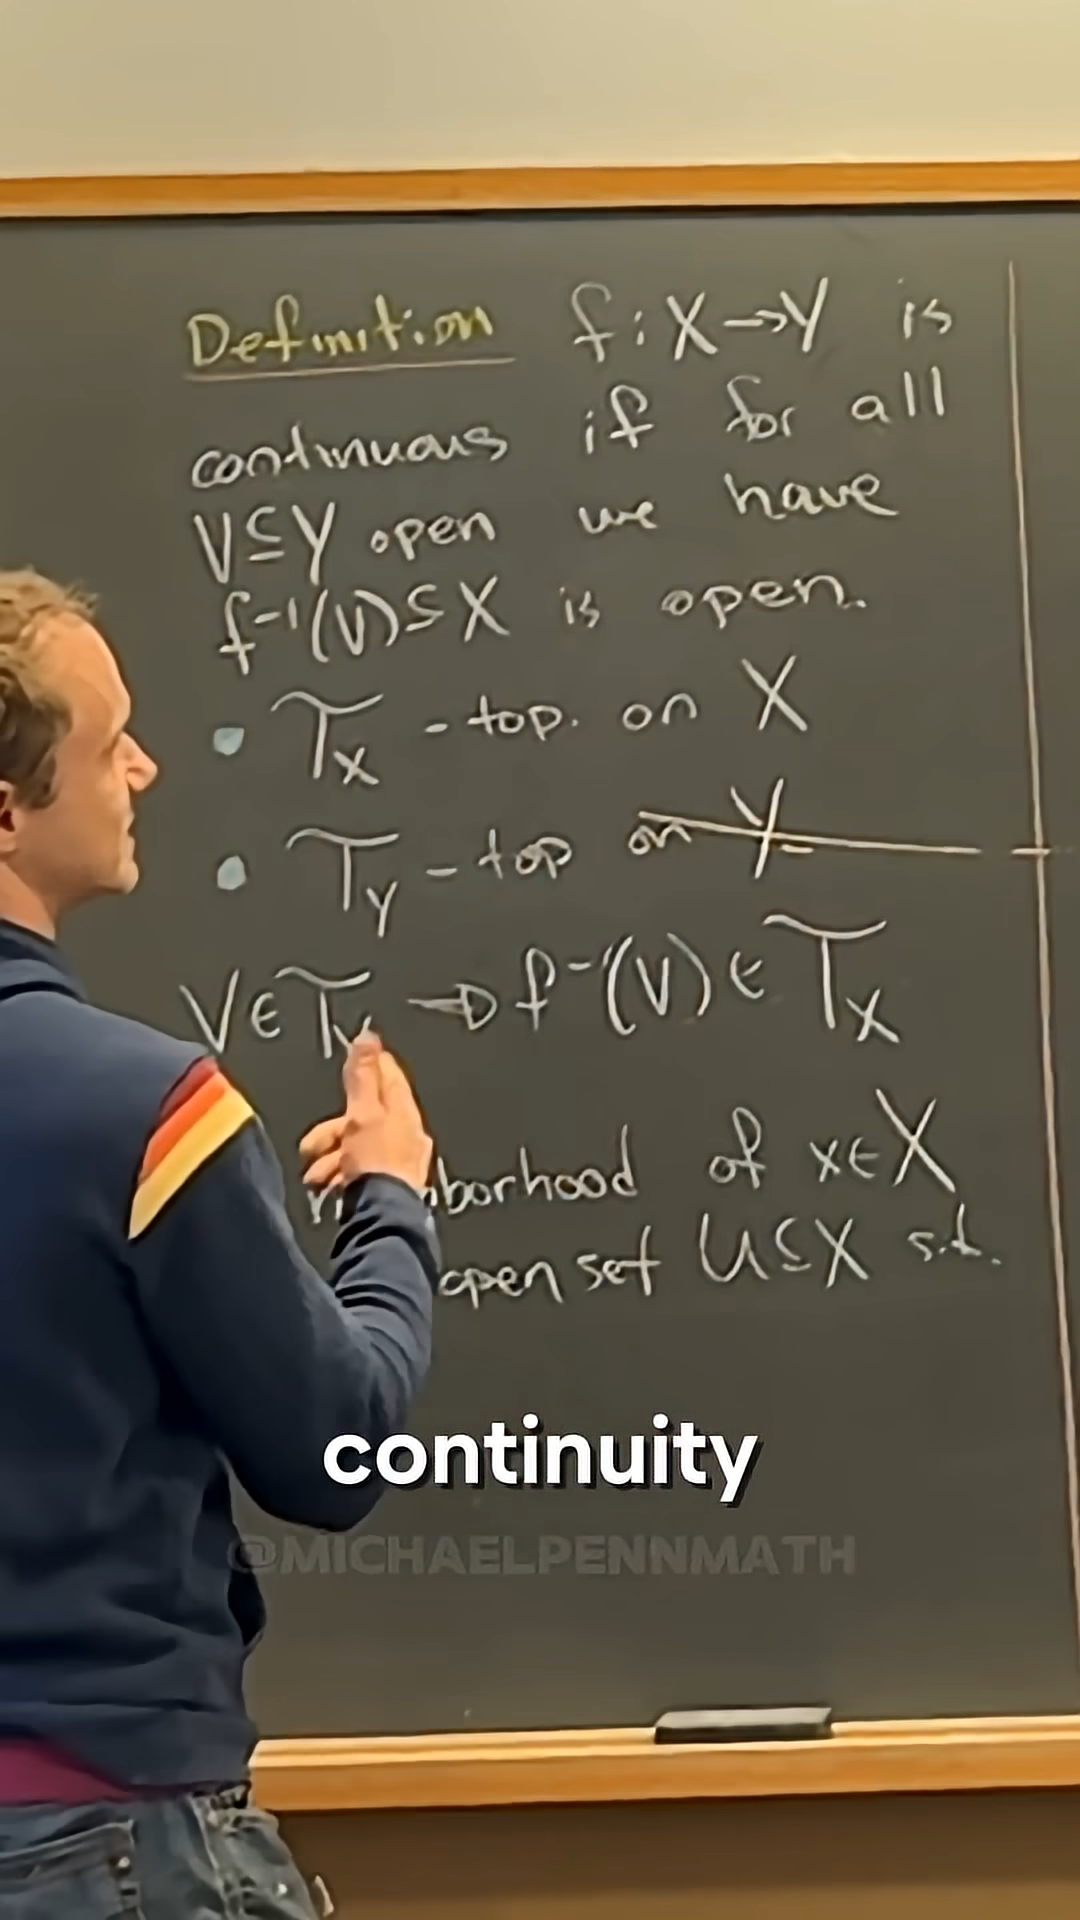 Definition f: X→Y is
continuous if for all
V⊆Y open we have
f⁻¹(V)⊆X is open.
• T_X - top. on X
• T_Y - top on Y
V∈T_Y ⇒ f⁻¹(V)∈T_X
of x∈X
open set U⊆X s.t.
continuity
@MICHAELPENNMATH